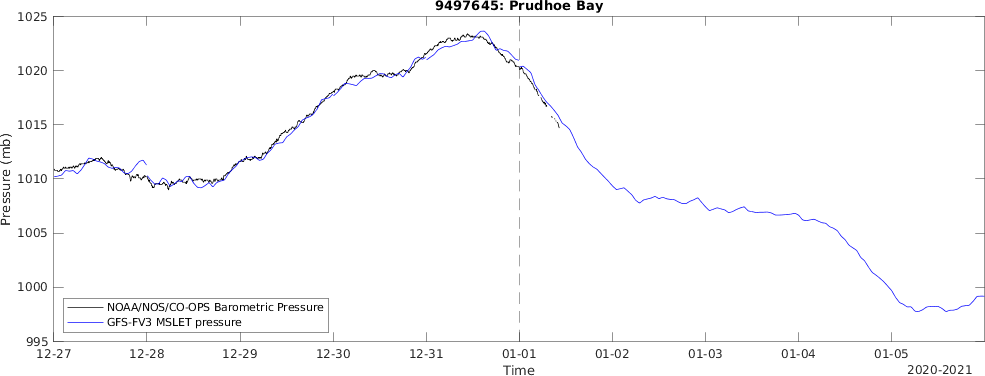 9497645: Prudhoe Bay
1025
1020
1015
1010
1005
1000
995
Pressure (mb)
NOAA/NOS/CO-OPS Barometric Pressure
GFS-FV3 MSLET pressure
12-27 12-28 12-29 12-30 12-31 01-01 01-02 01-03 01-04 01-05
Time
2020-2021